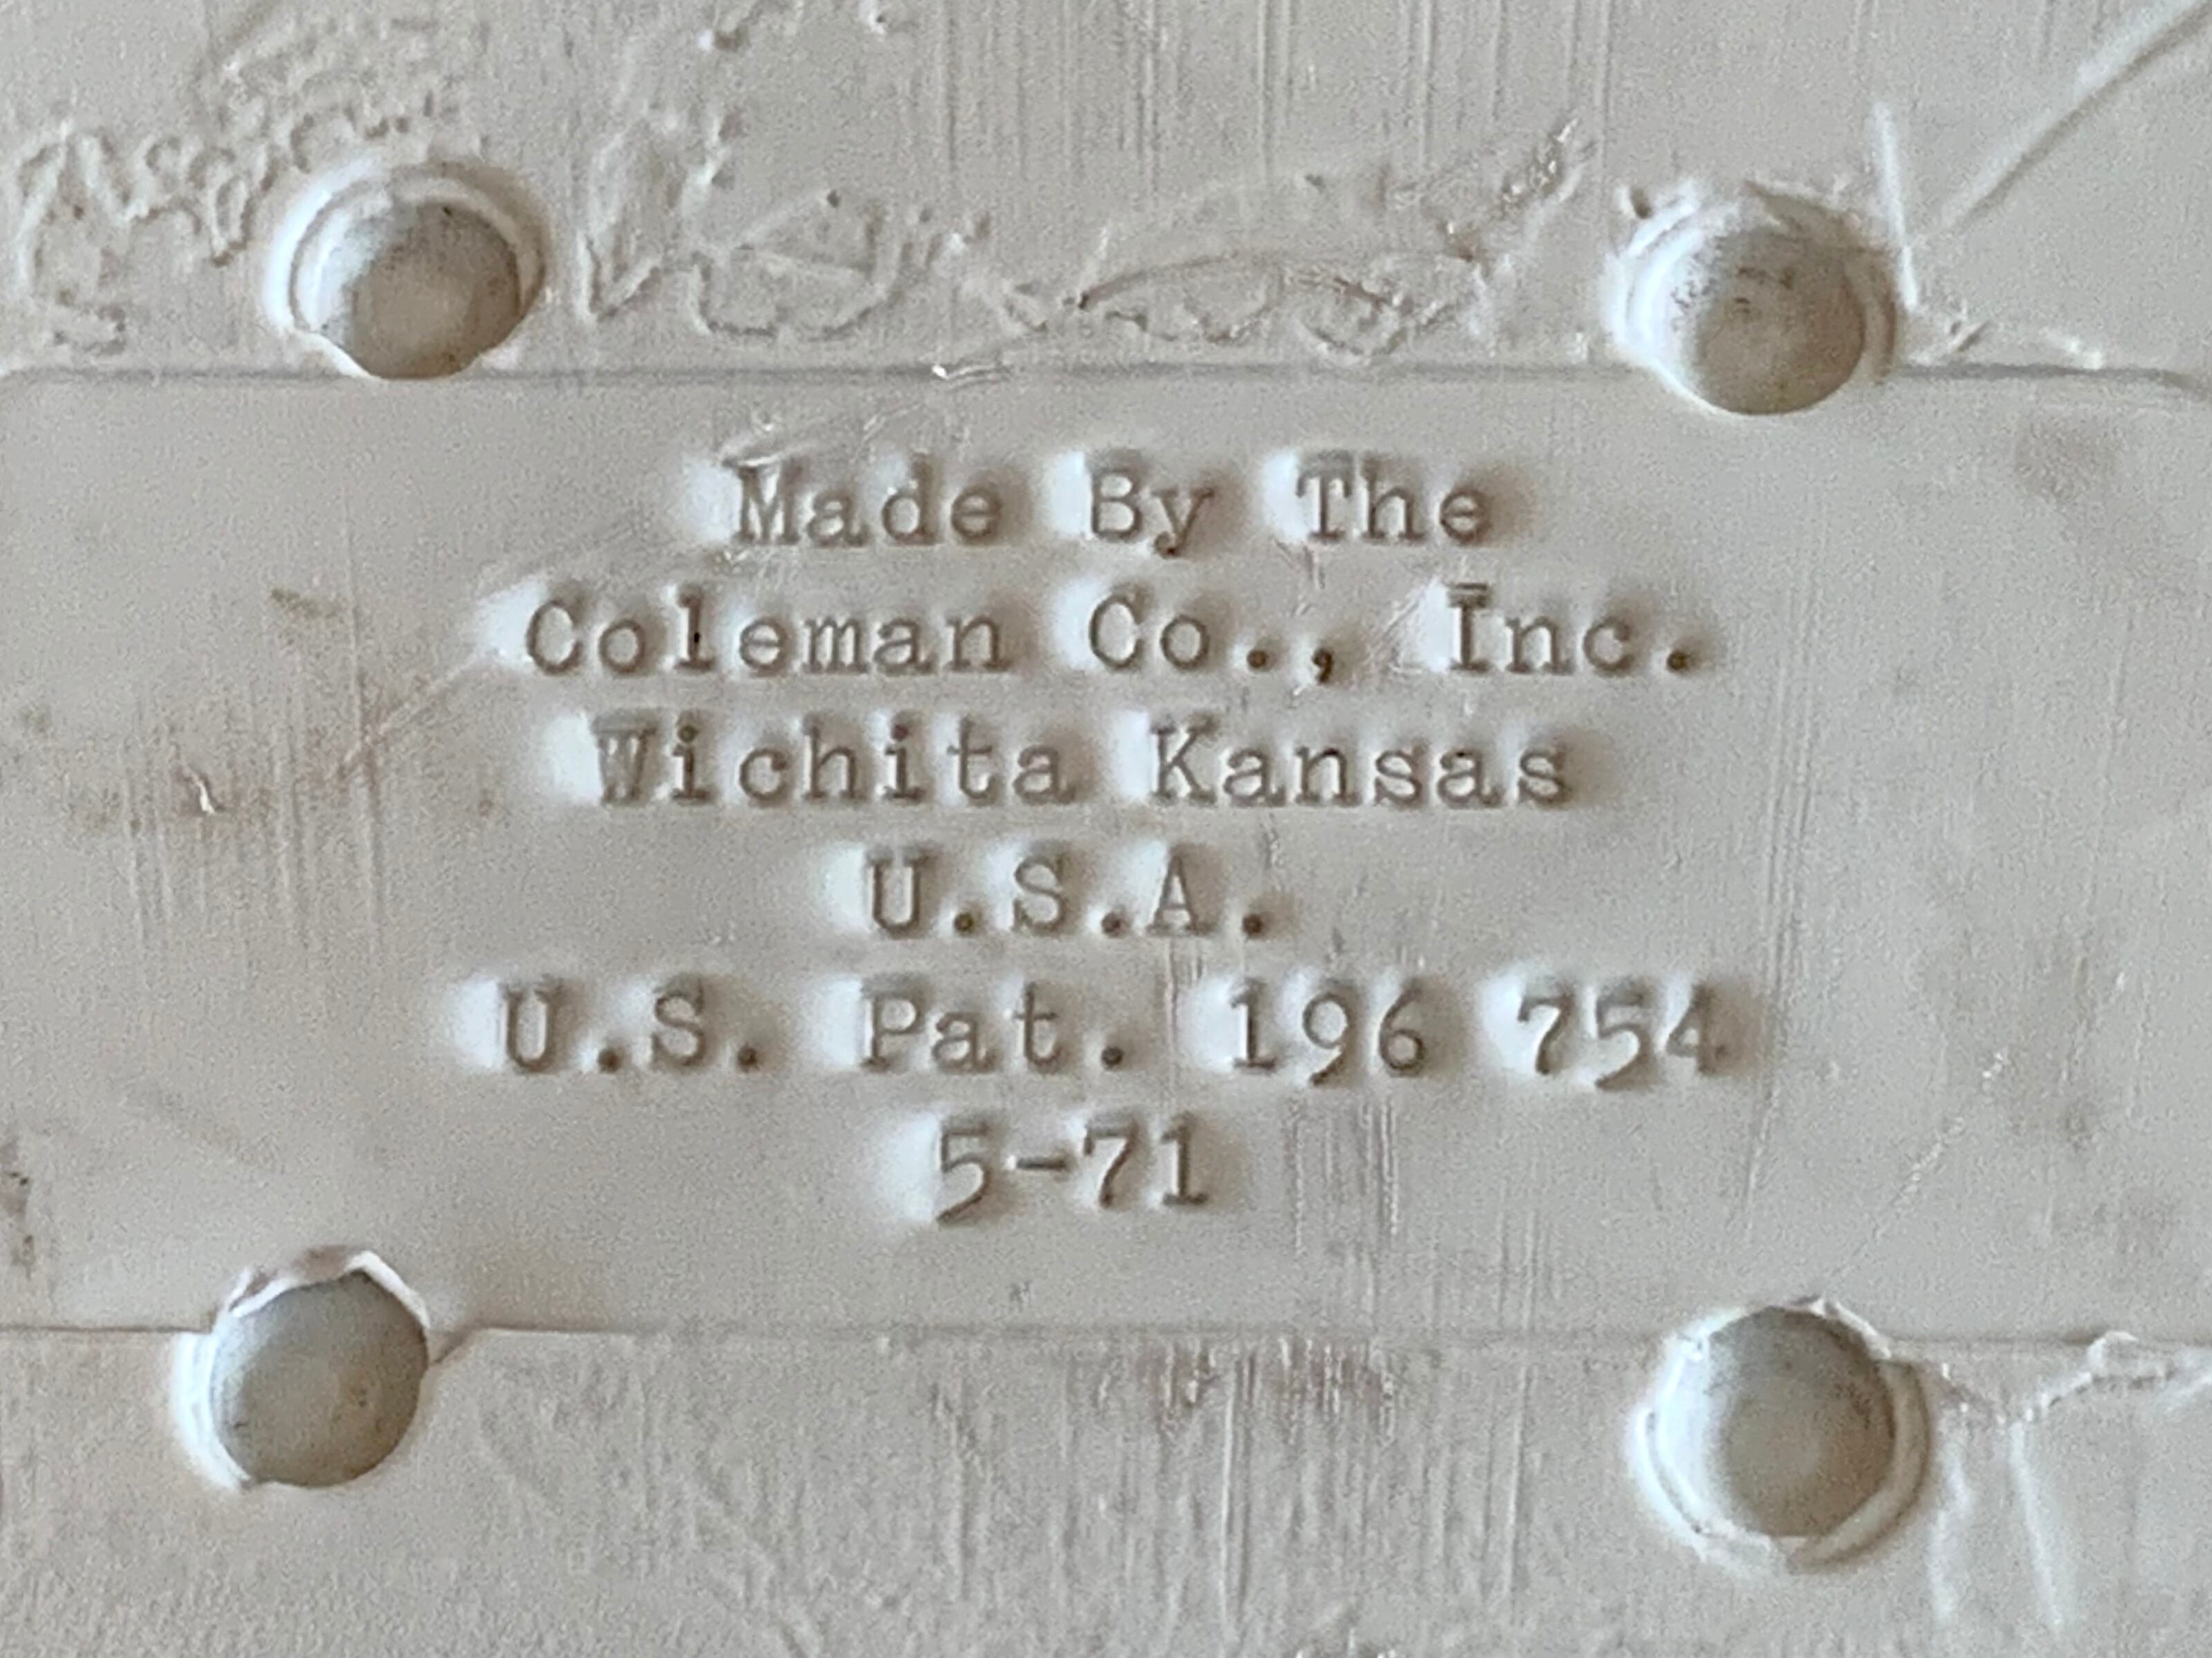 Made By The
Coleman Co., Inc.
Wichita Kansas
U.S.A.
U.S. Pat. 196 754
5-71